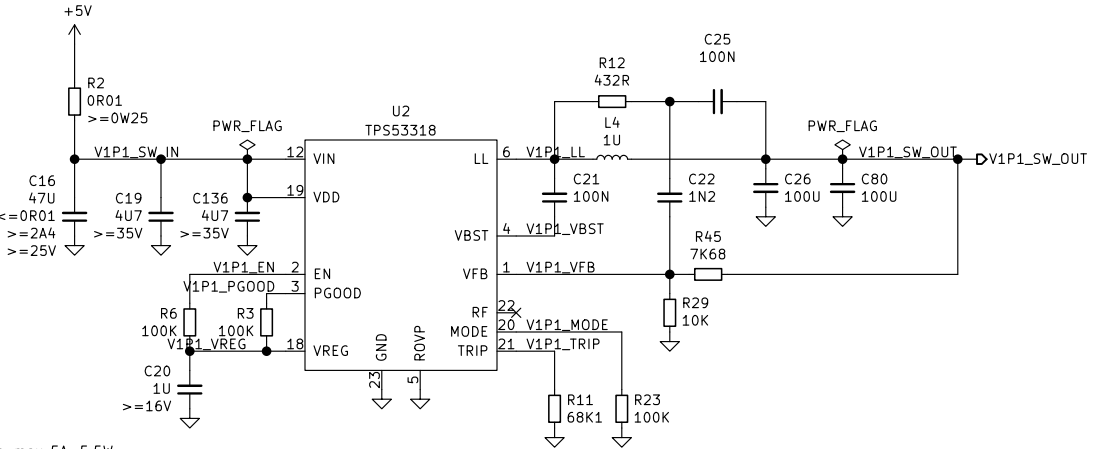 +5V
R2
0R01
>=0W25
V1P1_SW_IN
C16
47U
<=0R01
>=2A4
>=25V
C19
4U7
>=35V
PWR_FLAG
C136
4U7
>=35V
U2
TPS53318
12 VIN
19 VDD
V1P1_EN 2 EN
V1P1_PGOOD 3 PGOOD
R6
100K
R3
100K
V1P1_VREG 18 VREG
C20
1U
>=16V
GND
23
ROVP
5
LL 6 V1P1_LL
VBST 4 V1P1_VBST
VFB 1 V1P1_VFB
RF 22
MODE 20 V1P1_MODE
TRIP 21 V1P1_TRIP
R12
432R
C25
100N
L4
1U
C21
100N
C22
1N2
R45
7K68
R29
10K
R11
68K1
R23
100K
PWR_FLAG
V1P1_SW_OUT
V1P1_SW_OUT
C26
100U
C80
100U